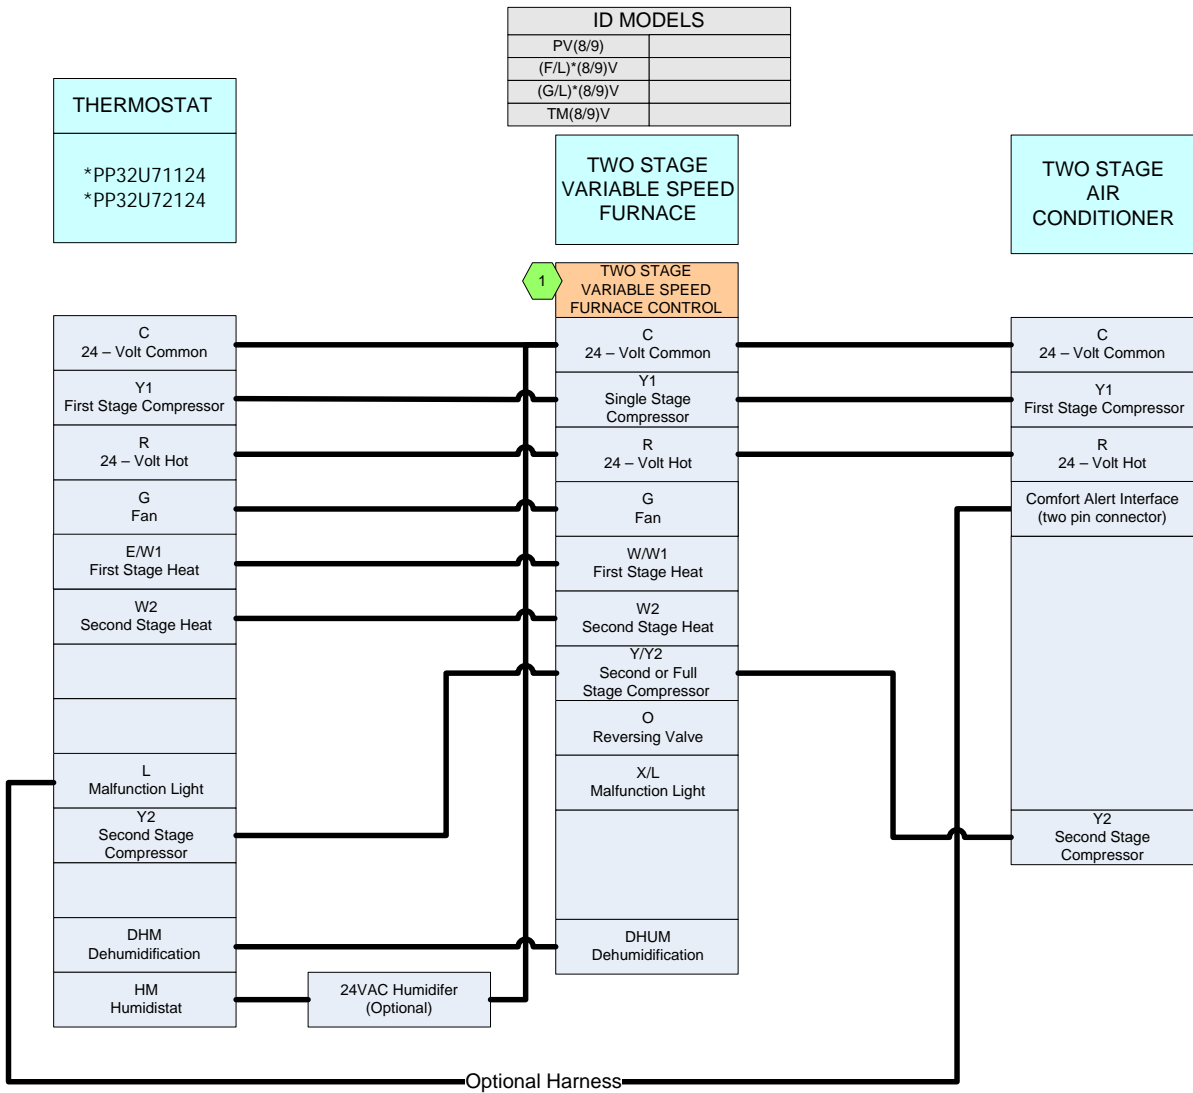 ID MODELS
PV(8/9)
(F/L)*(8/9)V
(G/L)*(8/9)V
TM(8/9)V
THERMOSTAT
*PP32U71124
*PP32U72124
TWO STAGE
VARIABLE SPEED
FURNACE
TWO STAGE
AIR
CONDITIONER
1
TWO STAGE
VARIABLE SPEED
FURNACE CONTROL
C
24 – Volt Common
Y1
First Stage Compressor
R
24 – Volt Hot
G
Fan
E/W1
First Stage Heat
W2
Second Stage Heat
L
Malfunction Light
Y2
Second Stage
Compressor
DHM
Dehumidification
HM
Humidistat
24VAC Humidifer
(Optional)
C
24 – Volt Common
Y1
Single Stage
Compressor
R
24 – Volt Hot
G
Fan
W/W1
First Stage Heat
W2
Second Stage Heat
Y/Y2
Second or Full
Stage Compressor
O
Reversing Valve
X/L
Malfunction Light
DHUM
Dehumidification
C
24 – Volt Common
Y1
First Stage Compressor
R
24 – Volt Hot
Comfort Alert Interface
(two pin connector)
Y2
Second Stage
Compressor
Optional Harness